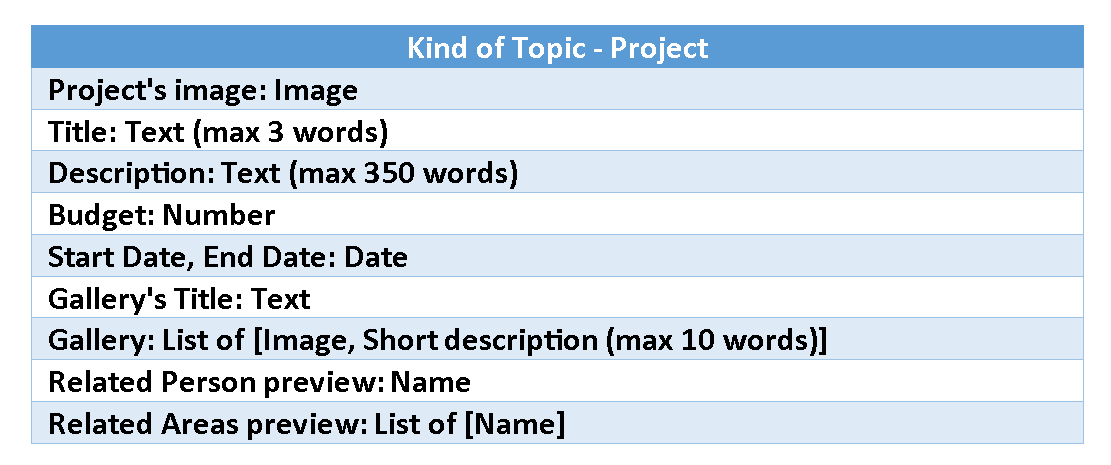 Kind of Topic - Project
Project's image: Image
Title: Text (max 3 words)
Description: Text (max 350 words)
Budget: Number
Start Date, End Date: Date
Gallery's Title: Text
Gallery: List of [Image, Short description (max 10 words)]
Related Person preview: Name
Related Areas preview: List of [Name]